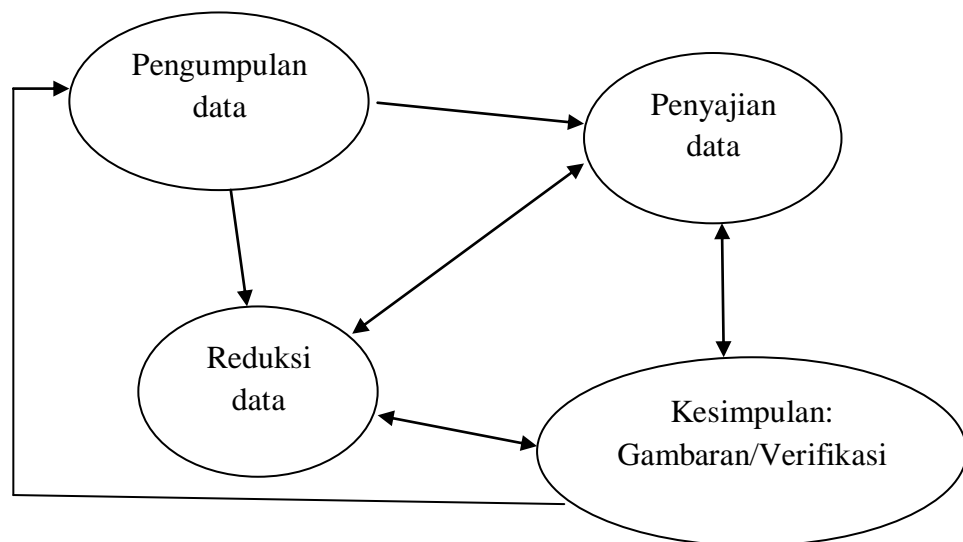 Pengumpulan
data
Penyajian
data
Reduksi
data
Kesimpulan:
Gambaran/Verifikasi